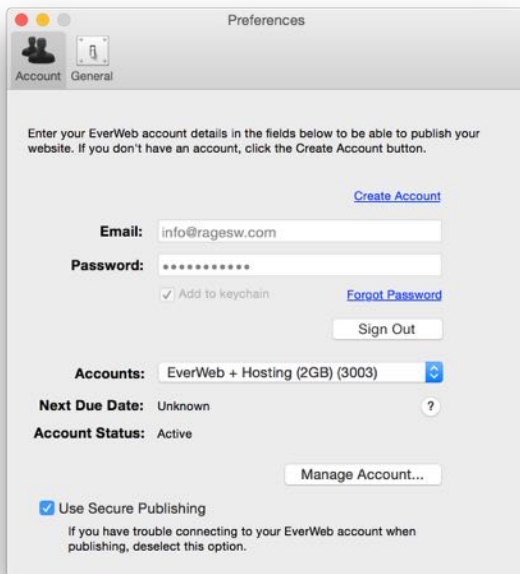 Preferences
Account General
Enter your EverWeb account details in the fields below to be able to publish your
website. If you don't have an account, click the Create Account button.
Create Account
Email: info@ragesw.com
Password: •••••••••••
Add to keychain Forgot Password
Sign Out
Accounts: EverWeb + Hosting (2GB) (3003)
Next Due Date: Unknown ?
Account Status: Active
Manage Account...
Use Secure Publishing
If you have trouble connecting to your EverWeb account when
publishing, deselect this option.